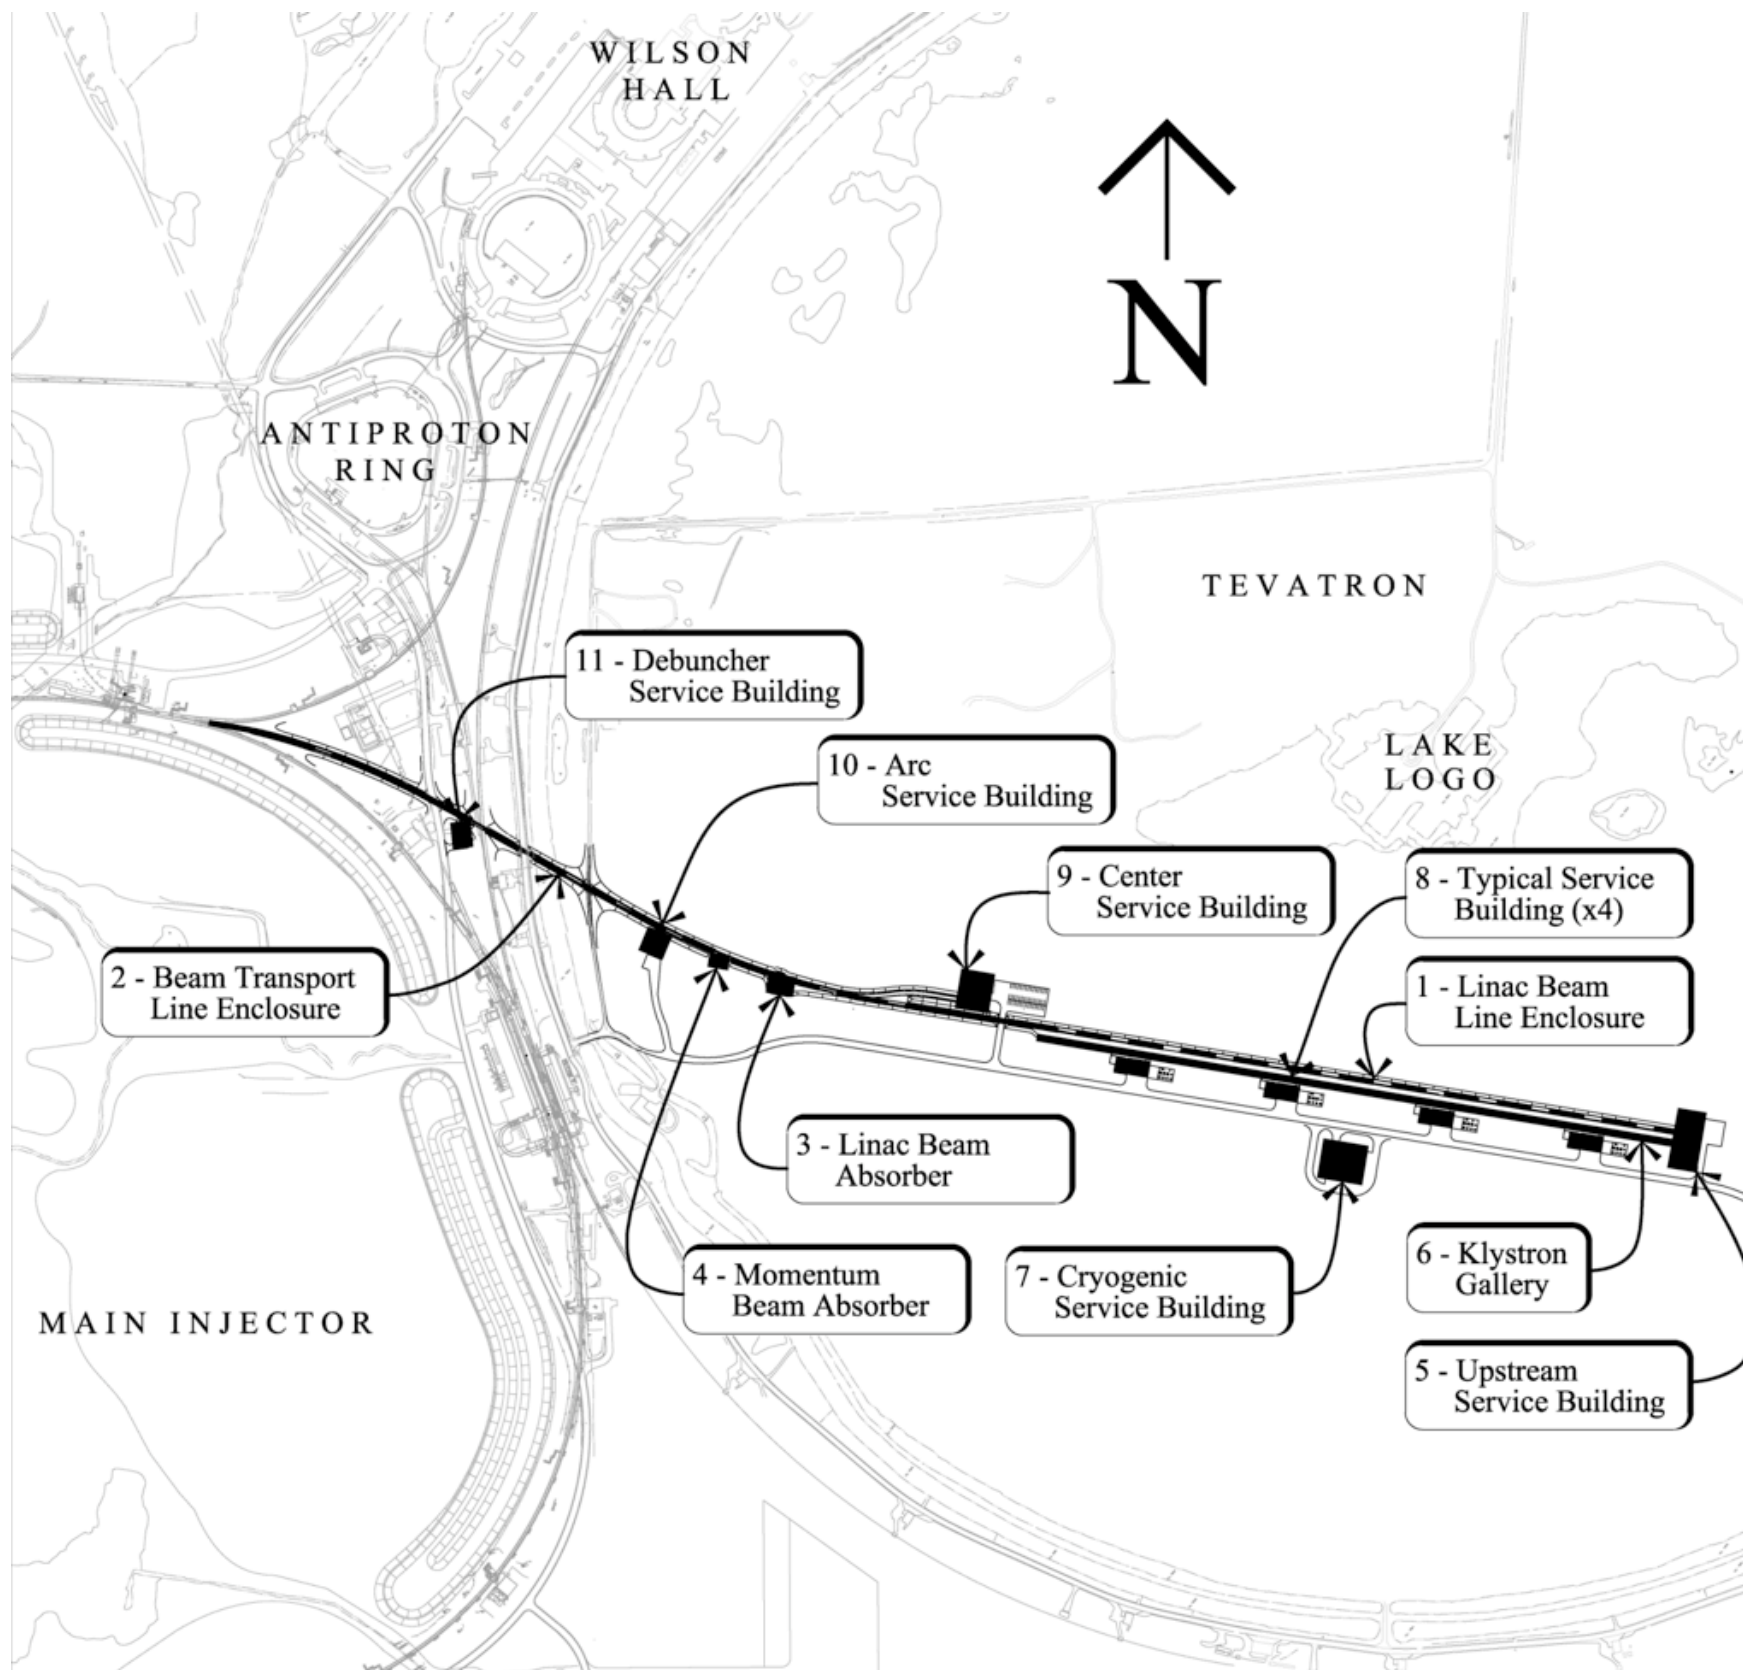 WILSON
HALL
N
ANTIPROTON
RING
TEVATRON
11 - Debuncher
Service Building
LAKE
LOGO
10 - Arc
Service Building
9 - Center
Service Building
8 - Typical Service
Building (x4)
2 - Beam Transport
Line Enclosure
1 - Linac Beam
Line Enclosure
3 - Linac Beam
Absorber
4 - Momentum
Beam Absorber
7 - Cryogenic
Service Building
6 - Klystron
Gallery
MAIN INJECTOR
5 - Upstream
Service Building